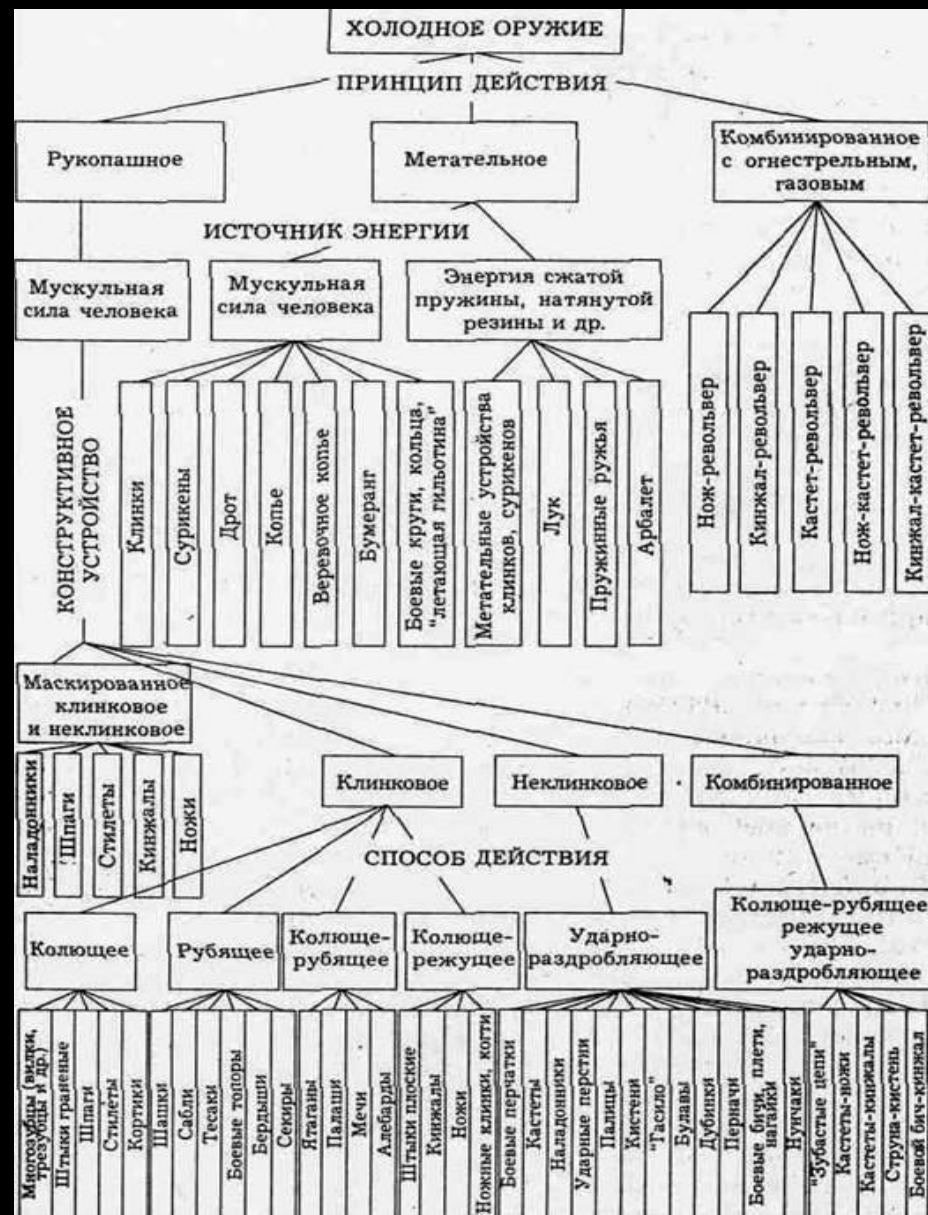 ХОЛОДНОЕ ОРУЖИЕ
ПРИНЦИП ДЕЙСТВИЯ
Рукопашное
Метательное
Комбинированное
с огнестрельным,
газовым
ИСТОЧНИК ЭНЕРГИИ
Мускульная
сила человека
Мускульная
сила человека
Энергия сжатой
пружины, натянутой
резины и др.
КОНСТРУКТИВНОЕ
УСТРОЙСТВО
Клинки
Сурикены
Дрот
Копье
Веревочное копье
Бумеранг
Боевые круги, кольца,
"летающая гильотина"
Метательные устройства
клинков, сурикенов
Лук
Пружинные ружья
Арбалет
Нож-револьвер
Кинжал-револьвер
Кастет-револьвер
Нож-кастет-револьвер
Кинжал-кастет-револьвер
Маскированное
клинковое
и неклинковое
Наладонники
Шпаги
Стилеты
Кинжалы
Ножи
Клинковое
Неклинковое
Комбинированное
СПОСОБ ДЕЙСТВИЯ
Колющее
Рубящее
Колюще-
рубящее
Колюще-
режущее
Ударно-
раздробляющее
Колюще-рубящее
режущее
ударно-
раздробляющее
Многозубцы (вилки,
трезубцы и др.)
Штыки граненые
Шпаги
Стилеты
Кортики
Шашки
Сабли
Тесаки
Боевые топоры
Бердыши
Секиры
Ятаганы
Палаши
Мечи
Алебарды
Штыки плоские
Кинжалы
Ножи
Ножные клинки, когти
Боевые перчатки
Кастеты
Наладонники
Ударные перстни
Палицы
Кистени
"Тасило"
Булавы
Дубинки
Перначи
Боевые бичи, плети,
нагайки
Нунчаки
"Зубастые цепи"
Кастеты-ножи
Кастеты-кинжалы
Струна-кистень
Боевой бич-кинжал